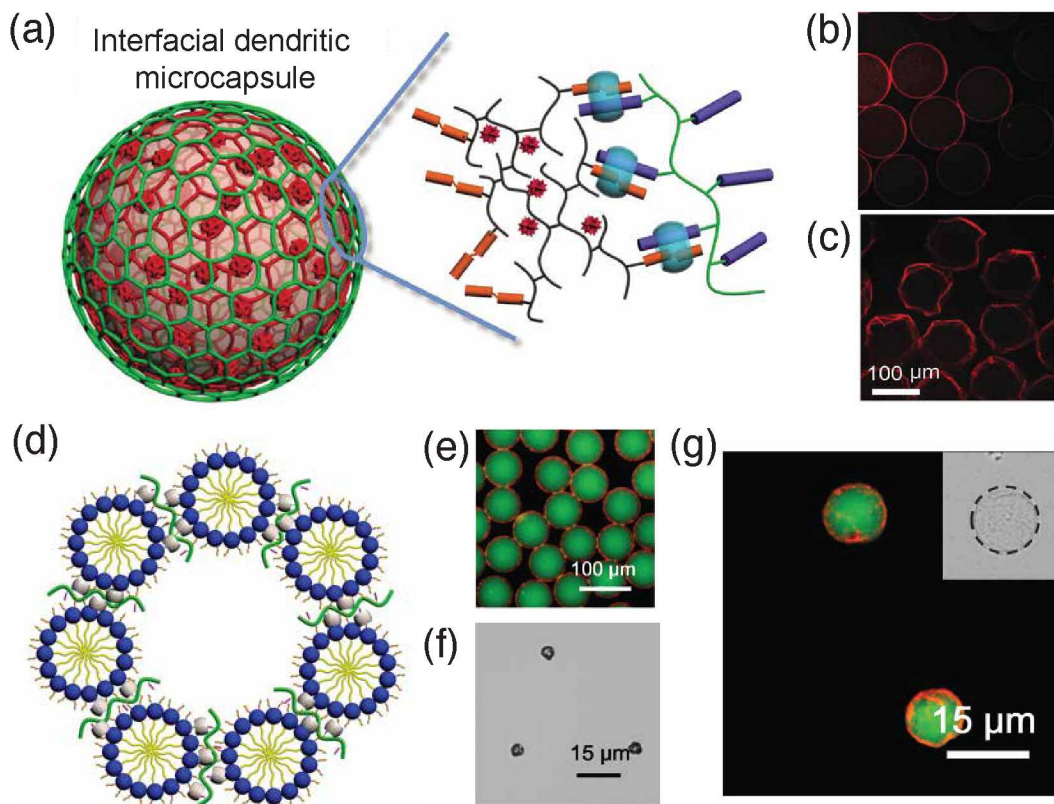 (a)
Interfacial dendritic
microcapsule
(b)
(c)
100 μm
(d)
(e)
100 μm
(f)
15 μm
(g)
15 μm